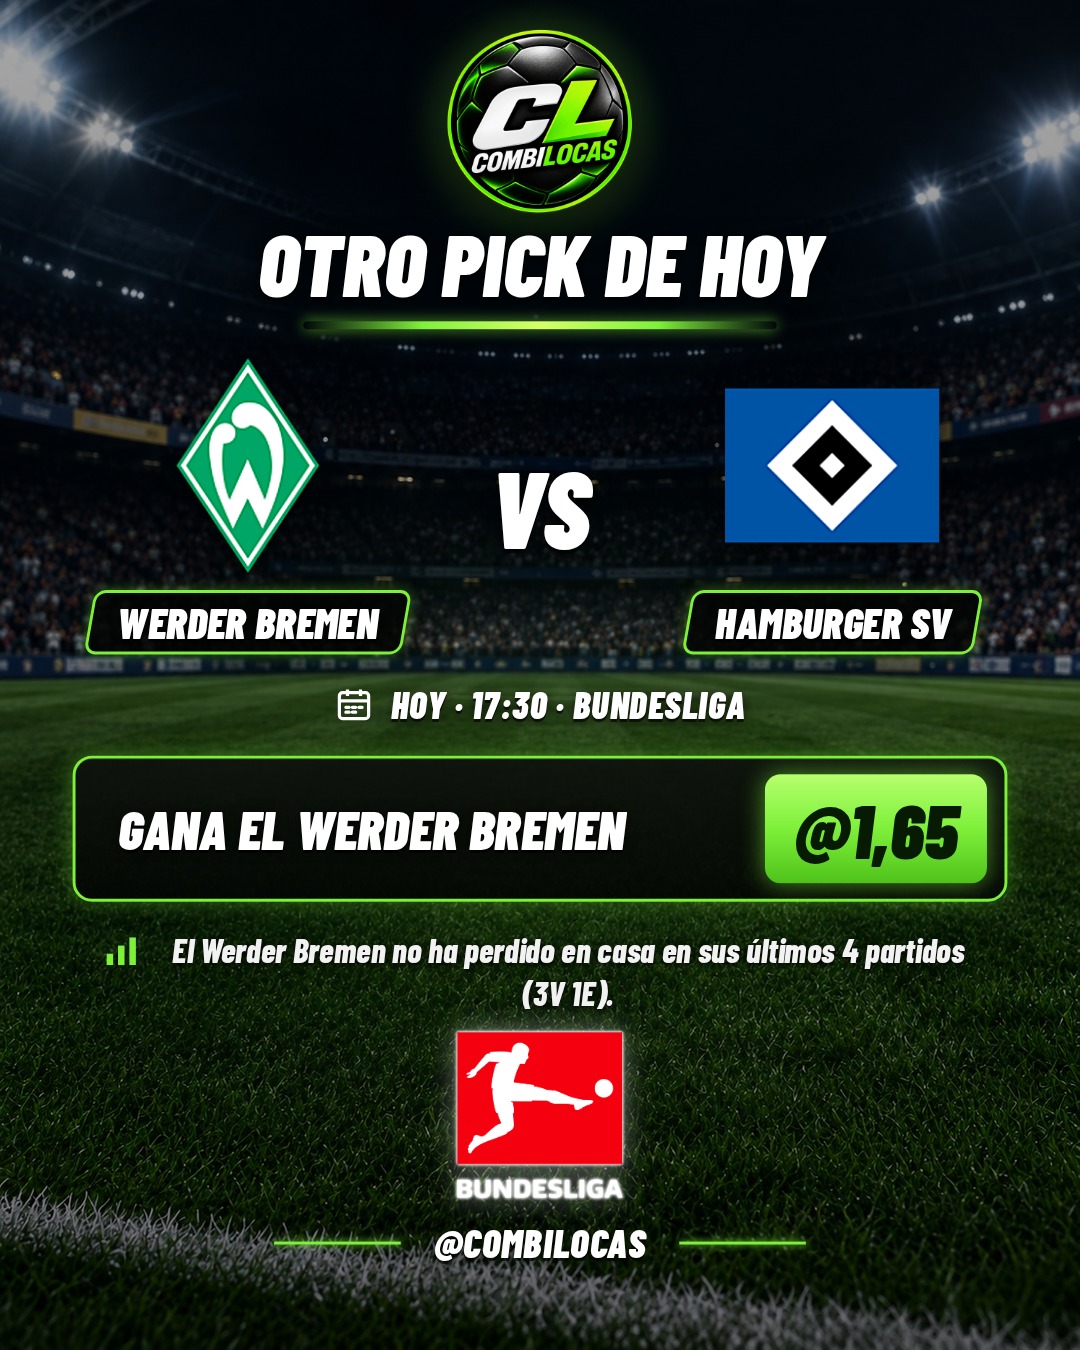 CL
COMBILOCAS
OTRO PICK DE HOY
VS
WERDER BREMEN
HAMBURGER SV
HOY · 17:30 · BUNDESLIGA
GANA EL WERDER BREMEN
@1,65
El Werder Bremen no ha perdido en casa en sus últimos 4 partidos
(3V 1E).
BUNDESLIGA
@COMBILOCAS